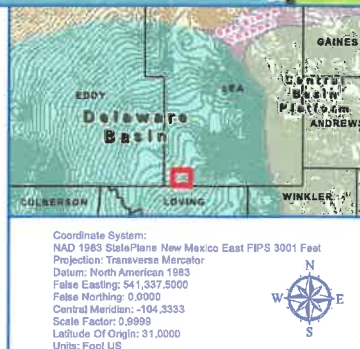 GAINES
EDDY
LEA
Central
Basin
Platform
Delaware
Basin
ANDREWS
CULBERSON
LOVING
WINKLER
Coordinate System:
NAD 1983 StatePlane New Mexico East FIPS 3001 Feet
Projection: Transverse Mercator
Datum: North American 1983
False Easting: 541,337.5000
False Northing: 0.0000
Central Meridian: -104.3333
Scale Factor: 0.9999
Latitude Of Origin: 31.0000
Units: Foot US
N
W E
S